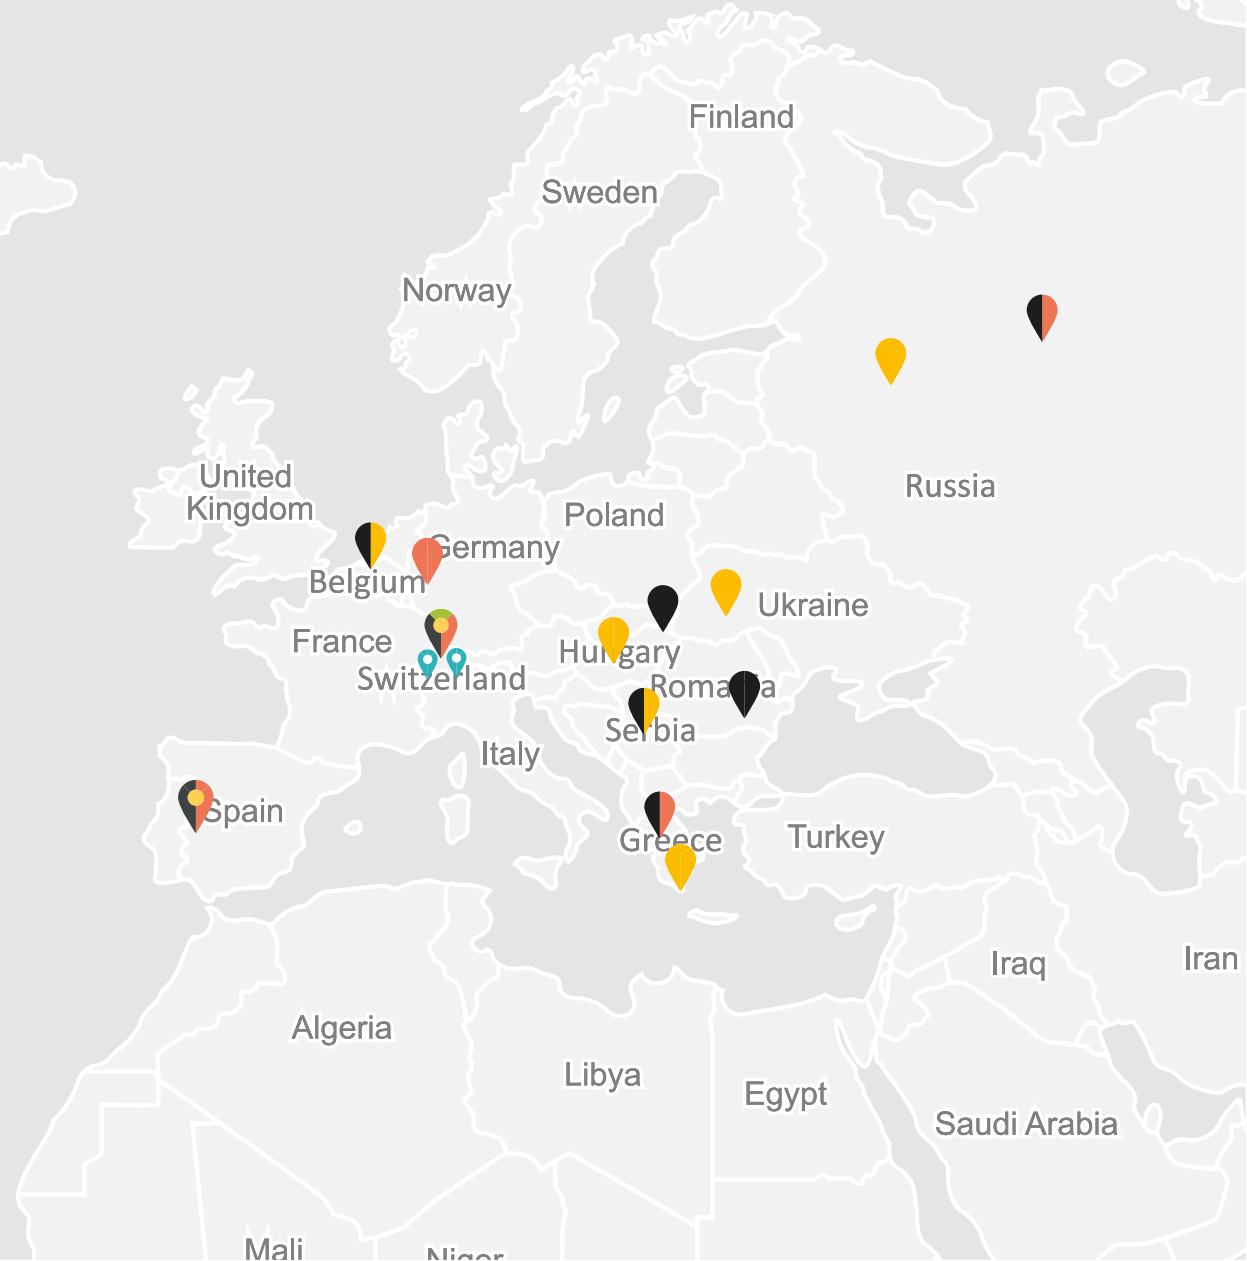 Finland
Sweden
Norway
United
Kingdom
Russia
Poland
Germany
Belgium
Ukraine
France
Hungary
Switzerland
Romania
Serbia
Italy
Spain
Greece
Turkey
Iraq
Iran
Algeria
Libya
Egypt
Saudi Arabia
Mali
Niger